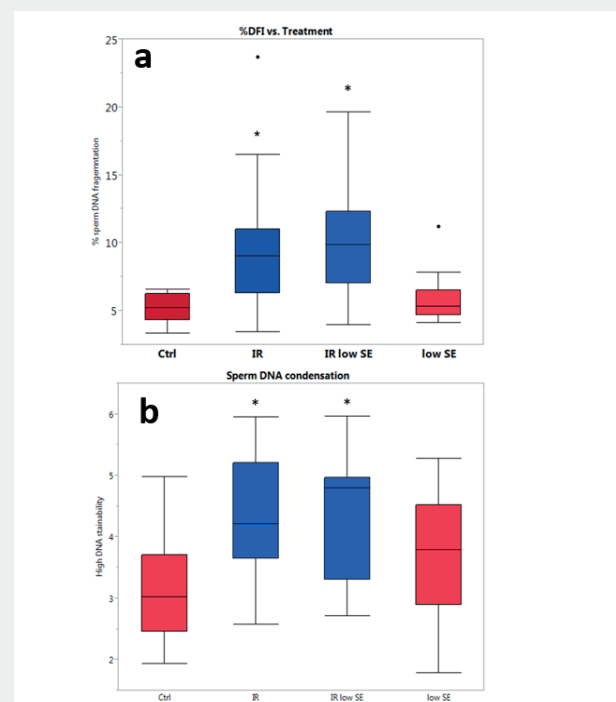 %DFI vs. Treatment
a
% sperm DNA fragemntation
25
20
15
10
5
*
*
Ctrl IR IR low SE low SE
Sperm DNA condensation
b
High DNA stainability
6
5
4
3
2
*
*
Ctrl IR IR low SE low SE